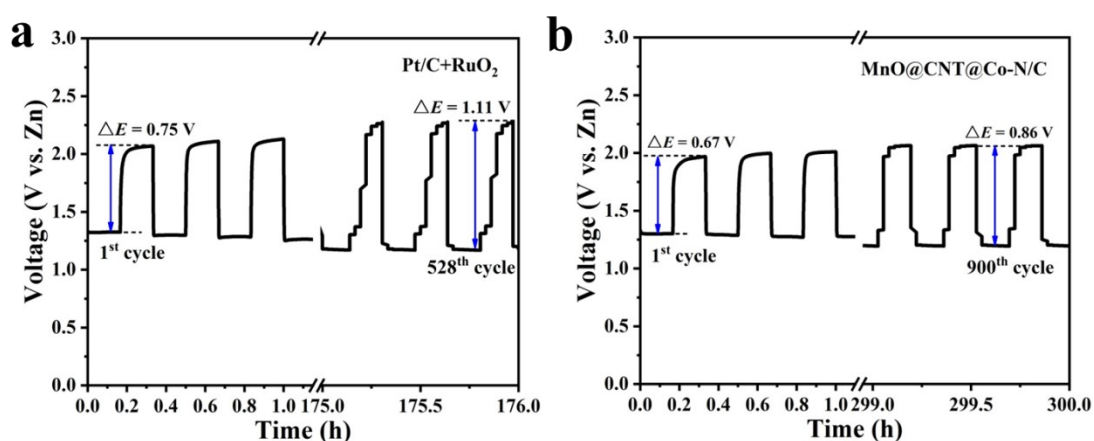 a
3.0
2.5
2.0
1.5
1.0
0.5
0.0
Voltage (V vs. Zn)
Pt/C+RuO₂
△E = 1.11 V
△E = 0.75 V
1st cycle
528th cycle
0.0 0.2 0.4 0.6 0.8 1.0 175.0 175.5 176.0
Time (h)
b
3.0
2.5
2.0
1.5
1.0
0.5
0.0
Voltage (V vs. Zn)
MnO@CNT@Co-N/C
△E = 0.67 V
△E = 0.86 V
1st cycle
900th cycle
0.0 0.2 0.4 0.6 0.8 1.0 299.0 299.5 300.0
Time (h)